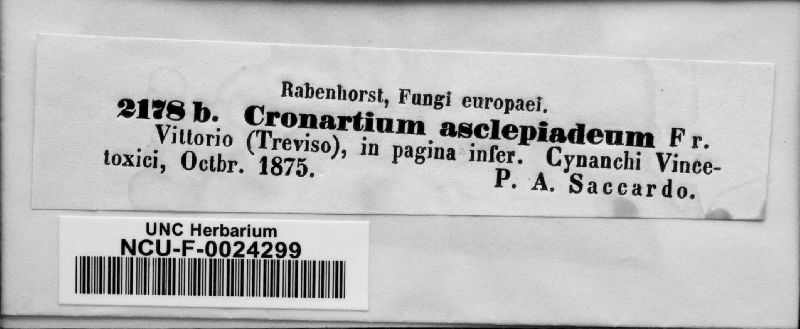 Rabenhorst, Fungi europaei.
2178 b. Cronartium asclepiadeum Fr.
Vittorio (Treviso), in pagina infer. Cynanchi Vince-
toxici, Octbr. 1875.
P. A. Saccardo.
UNC Herbarium
NCU-F-0024299